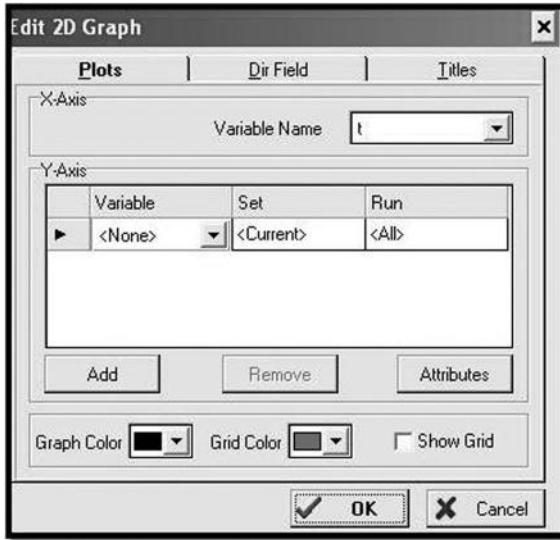 Edit 2D Graph
Plots Dir Field Titles
X-Axis
Variable Name t
Y-Axis
Variable Set Run
<None> <Current> <All>
Add Remove Attributes
Graph Color Grid Color Show Grid
OK Cancel